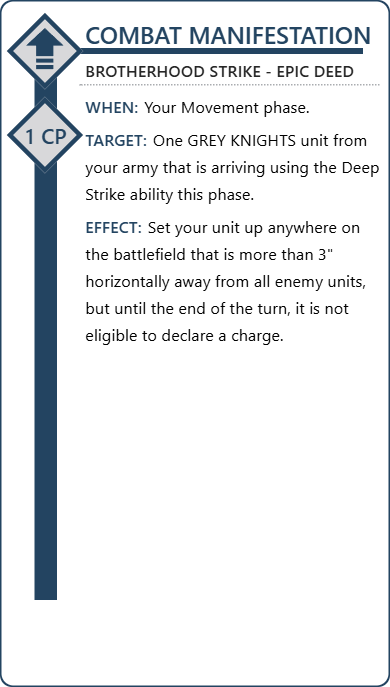 COMBAT MANIFESTATION
BROTHERHOOD STRIKE - EPIC DEED
WHEN: Your Movement phase.
1 CP
TARGET: One GREY KNIGHTS unit from
your army that is arriving using the Deep
Strike ability this phase.
EFFECT: Set your unit up anywhere on
the battlefield that is more than 3"
horizontally away from all enemy units,
but until the end of the turn, it is not
eligible to declare a charge.